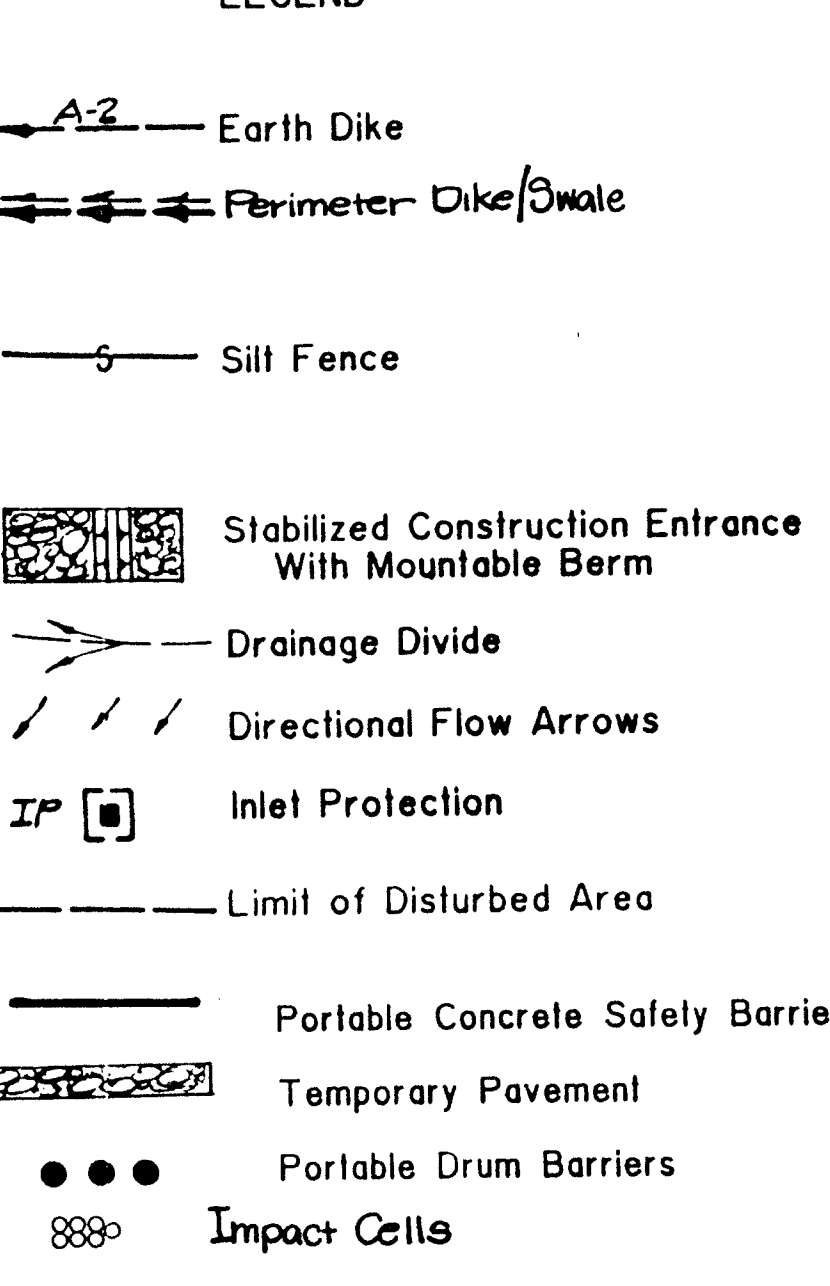 LEGEND
A-2
Earth Dike
Perimeter Dike/Swale
S
Silt Fence
Stabilized Construction Entrance
With Mountable Berm
Drainage Divide
Directional Flow Arrows
IP
Inlet Protection
Limit of Disturbed Area
Portable Concrete Safety Barrie
Temporary Pavement
Portable Drum Barriers
Impact Cells